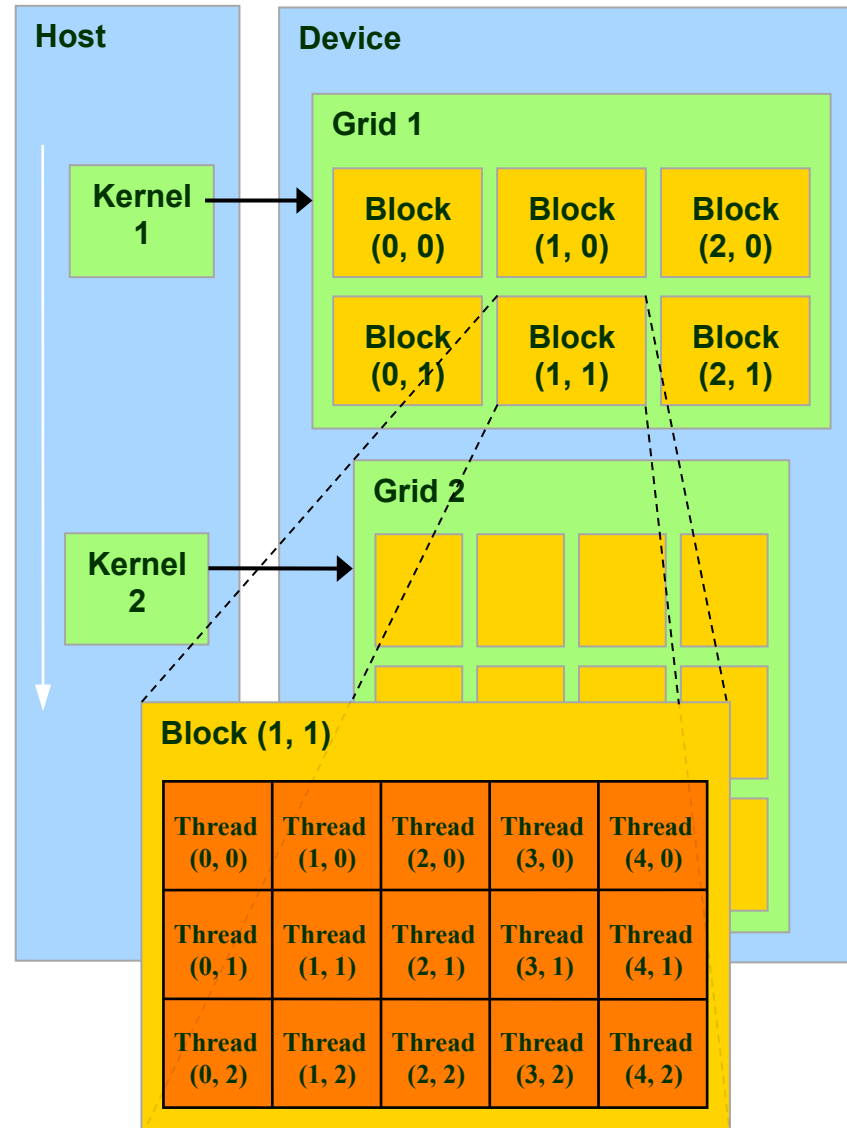 Host
Device
Grid 1
Kernel
1
Block
(0, 0)
Block
(1, 0)
Block
(2, 0)
Block
(0, 1)
Block
(1, 1)
Block
(2, 1)
Grid 2
Kernel
2
Block (1, 1)
Thread
(0, 0)
Thread
(1, 0)
Thread
(2, 0)
Thread
(3, 0)
Thread
(4, 0)
Thread
(0, 1)
Thread
(1, 1)
Thread
(2, 1)
Thread
(3, 1)
Thread
(4, 1)
Thread
(0, 2)
Thread
(1, 2)
Thread
(2, 2)
Thread
(3, 2)
Thread
(4, 2)